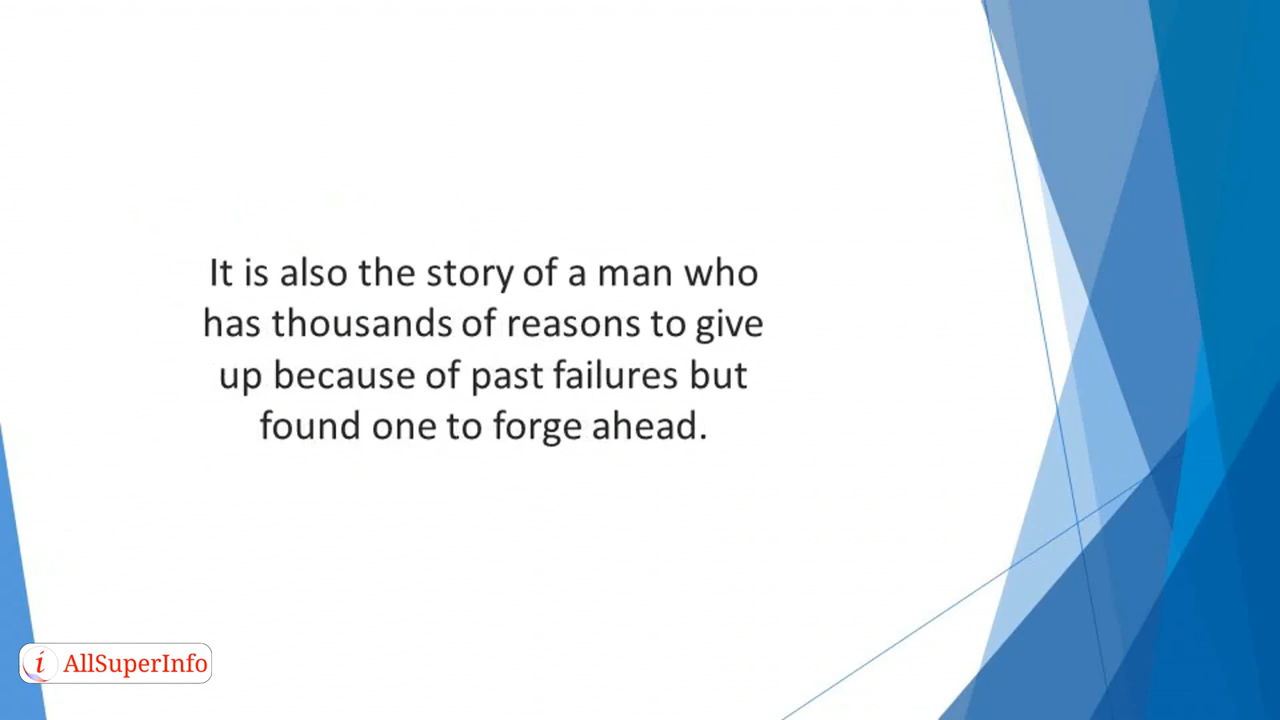 It is also the story of a man who
has thousands of reasons to give
up because of past failures but
found one to forge ahead.
i AllSuperInfo